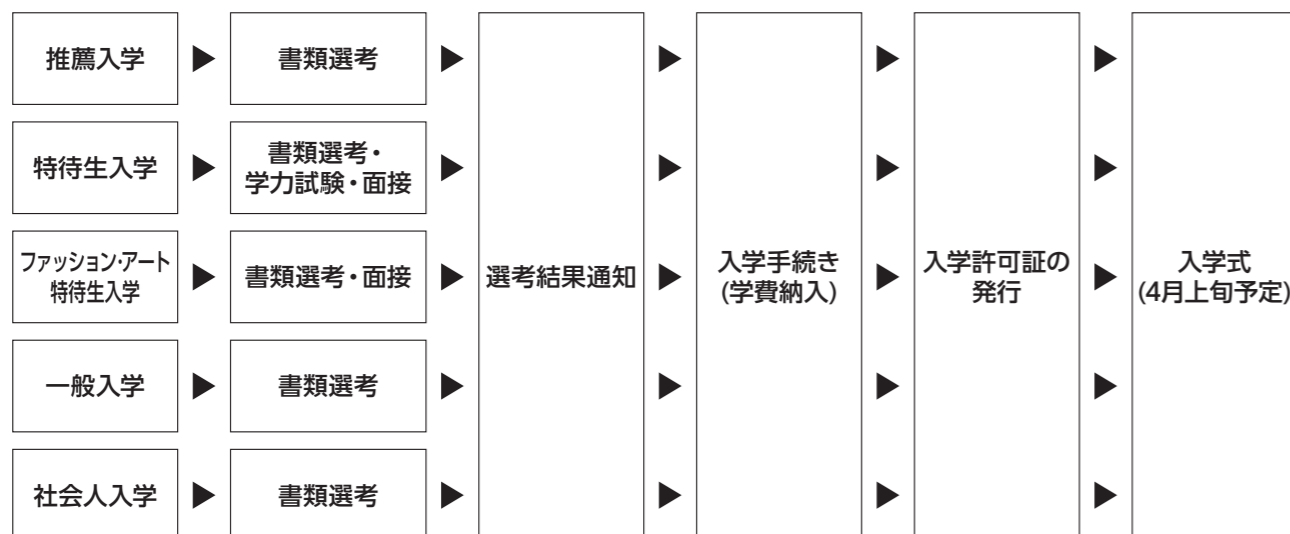 推薦入学
書類選考
特待生入学
書類選考・
学力試験・面接
ファッション・アート
特待生入学
書類選考・面接
一般入学
書類選考
社会人入学
書類選考
選考結果通知
入学手続き
(学費納入)
入学許可証の
発行
入学式
(4月上旬予定)